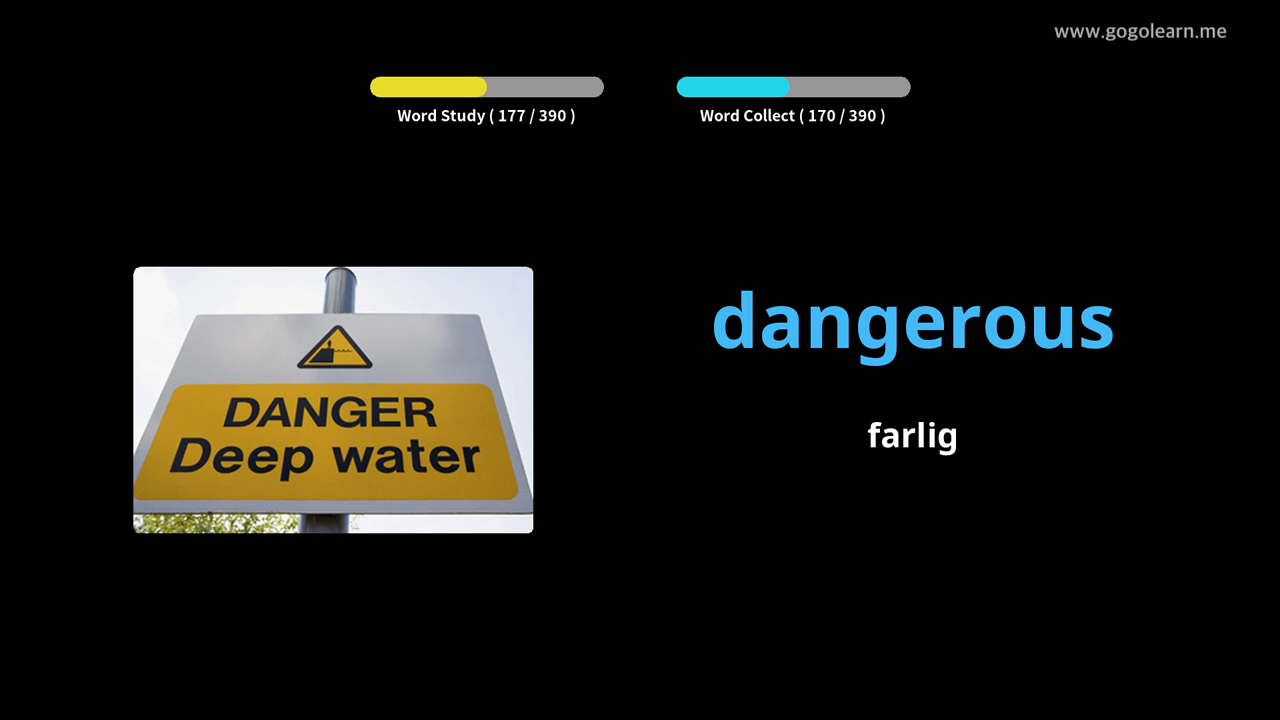 www.gogolearn.me
Word Study ( 177 / 390 )
Word Collect ( 170 / 390 )
DANGER
Deep water
dangerous
farlig